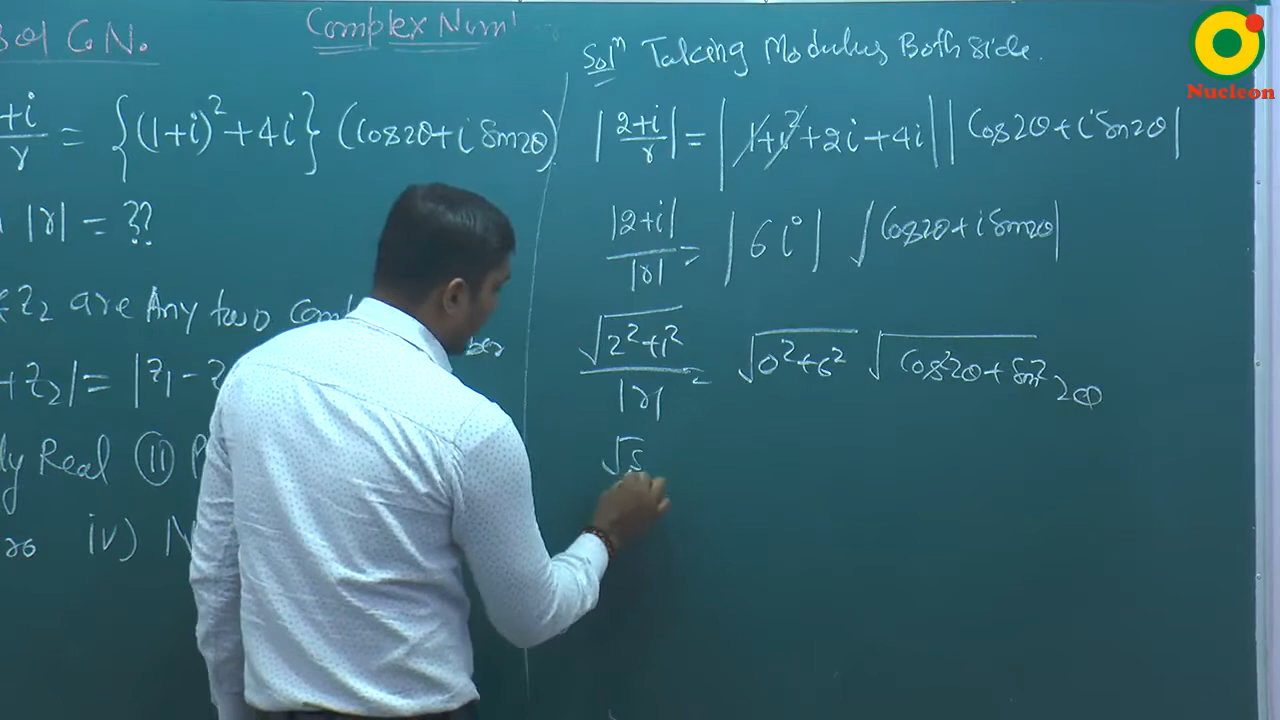 Complex Num
of C N.
+i/r = {(1+i)² + 4i} (Cos2θ + i Sin2θ)
|r| = ??
z₂ are Any two Com
+ z₂| = |z₁ - z
ly Real (II) P
iv) N
Solⁿ Taking Modulus Both side.
|2+i/r| = |1+i² + 2i + 4i| |Cos2θ + i Sin2θ|
|2+i|/|r| = |6i| |Cos2θ + i Sin2θ|
√2²+1²/|r| = √0²+6² √Cos²2θ + Sin²2θ
√5
Nucleon